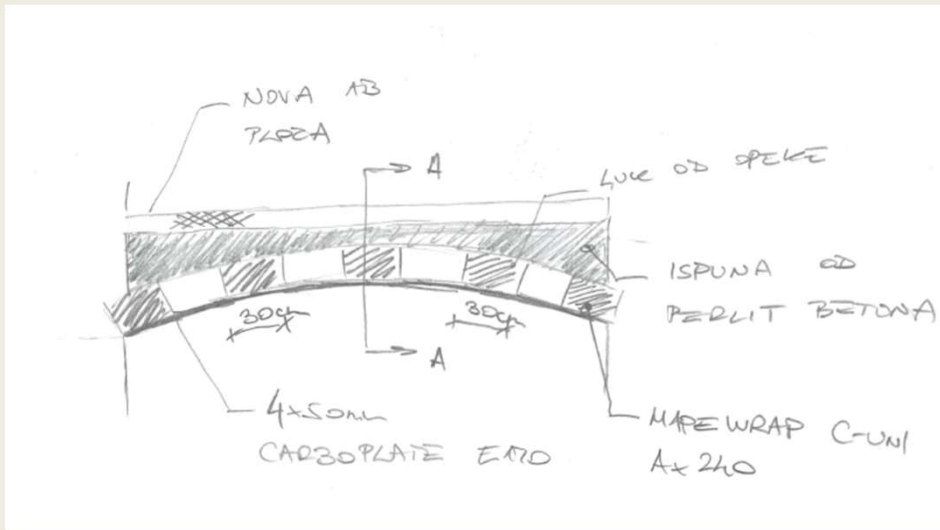 NOVA AB
PLOČA
A
LUK OD OPEKE
ISPUNA OD
PERLIT BETONA
30cm
30cm
A
4x50mm
CARBOPLATE E170
MAPEWRAP C-UNI
AX 240